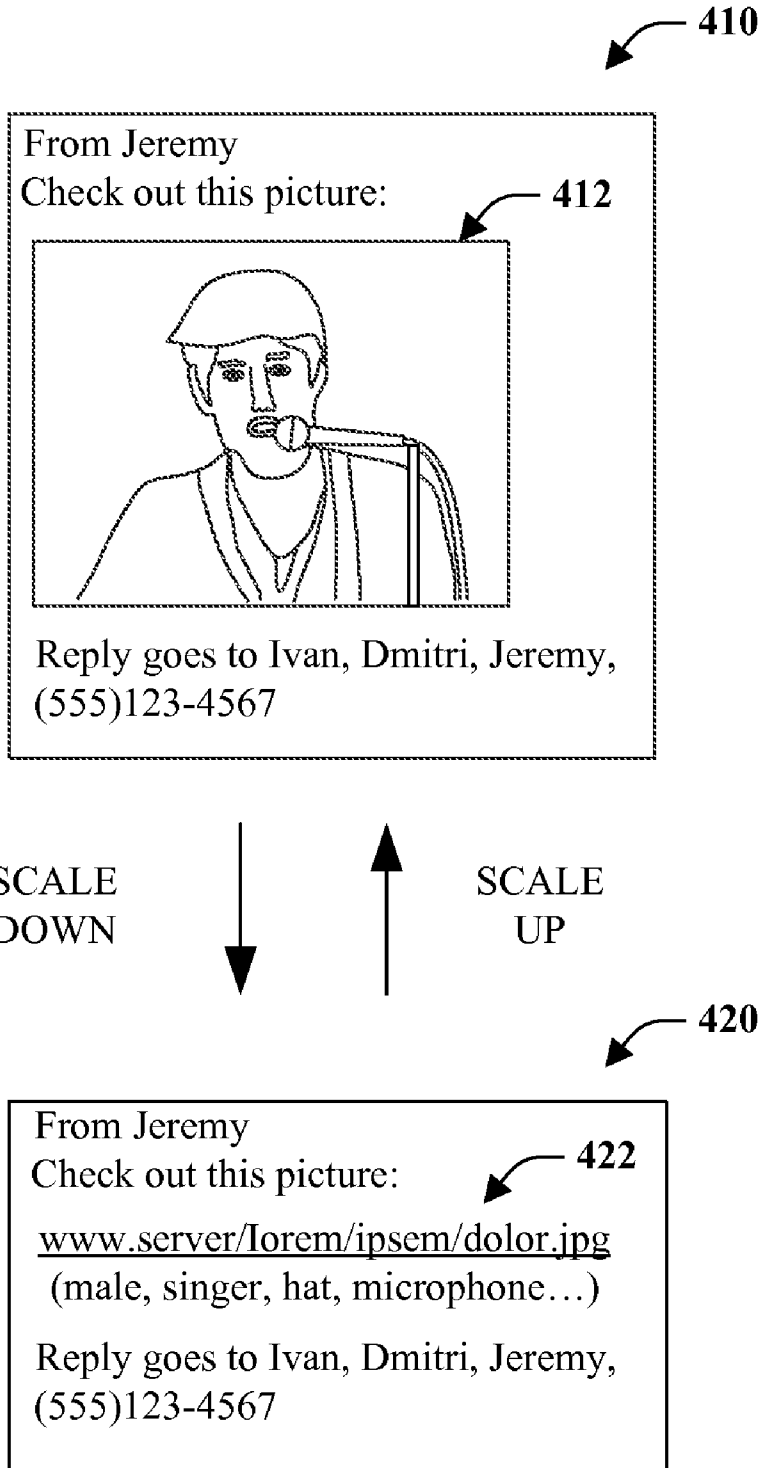 410
From Jeremy
Check out this picture:
412
Reply goes to Ivan, Dmitri, Jeremy,
(555)123-4567
SCALE
DOWN
SCALE
UP
420
From Jeremy
Check out this picture:
422
www.server/Iorem/ipsem/dolor.jpg
(male, singer, hat, microphone…)
Reply goes to Ivan, Dmitri, Jeremy,
(555)123-4567